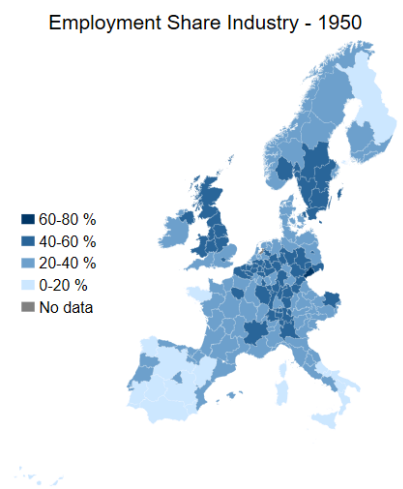 Employment Share Industry - 1950
60-80 %
40-60 %
20-40 %
0-20 %
No data